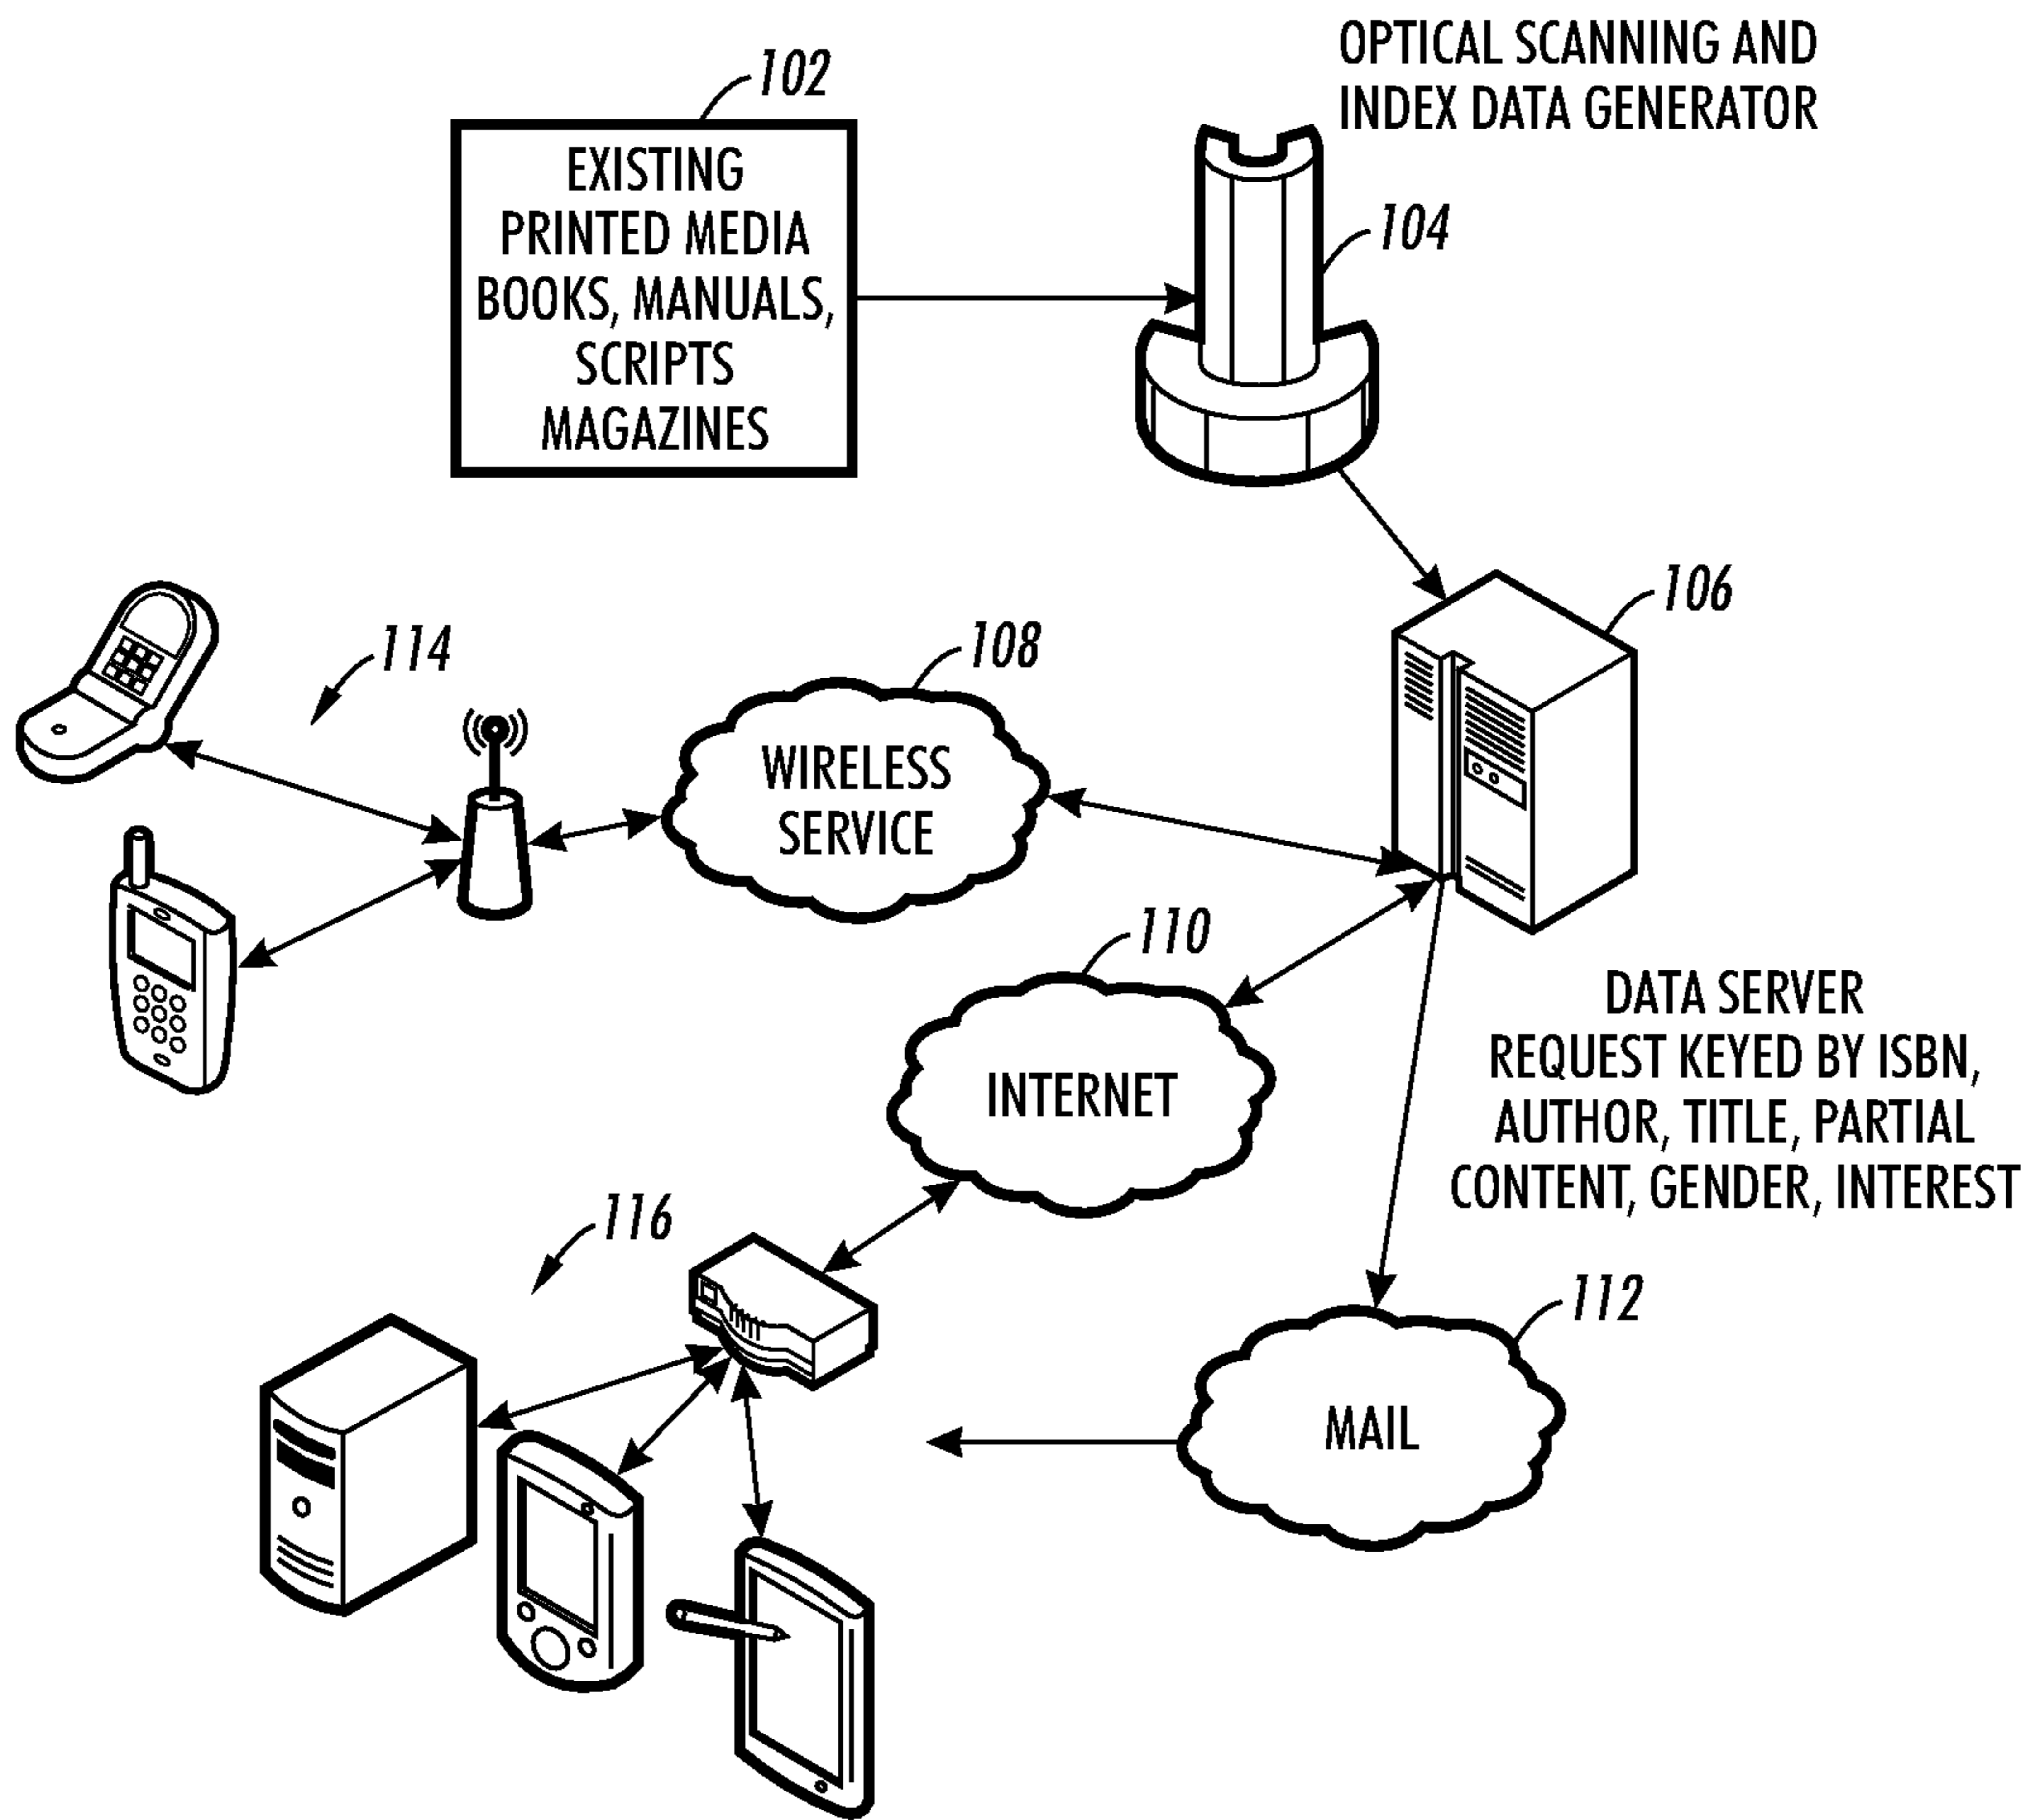 OPTICAL SCANNING AND
INDEX DATA GENERATOR
102
EXISTING
PRINTED MEDIA
BOOKS, MANUALS,
SCRIPTS
MAGAZINES
104
106
114
108
WIRELESS
SERVICE
110
INTERNET
DATA SERVER
REQUEST KEYED BY ISBN,
AUTHOR, TITLE, PARTIAL
CONTENT, GENDER, INTEREST
116
112
MAIL